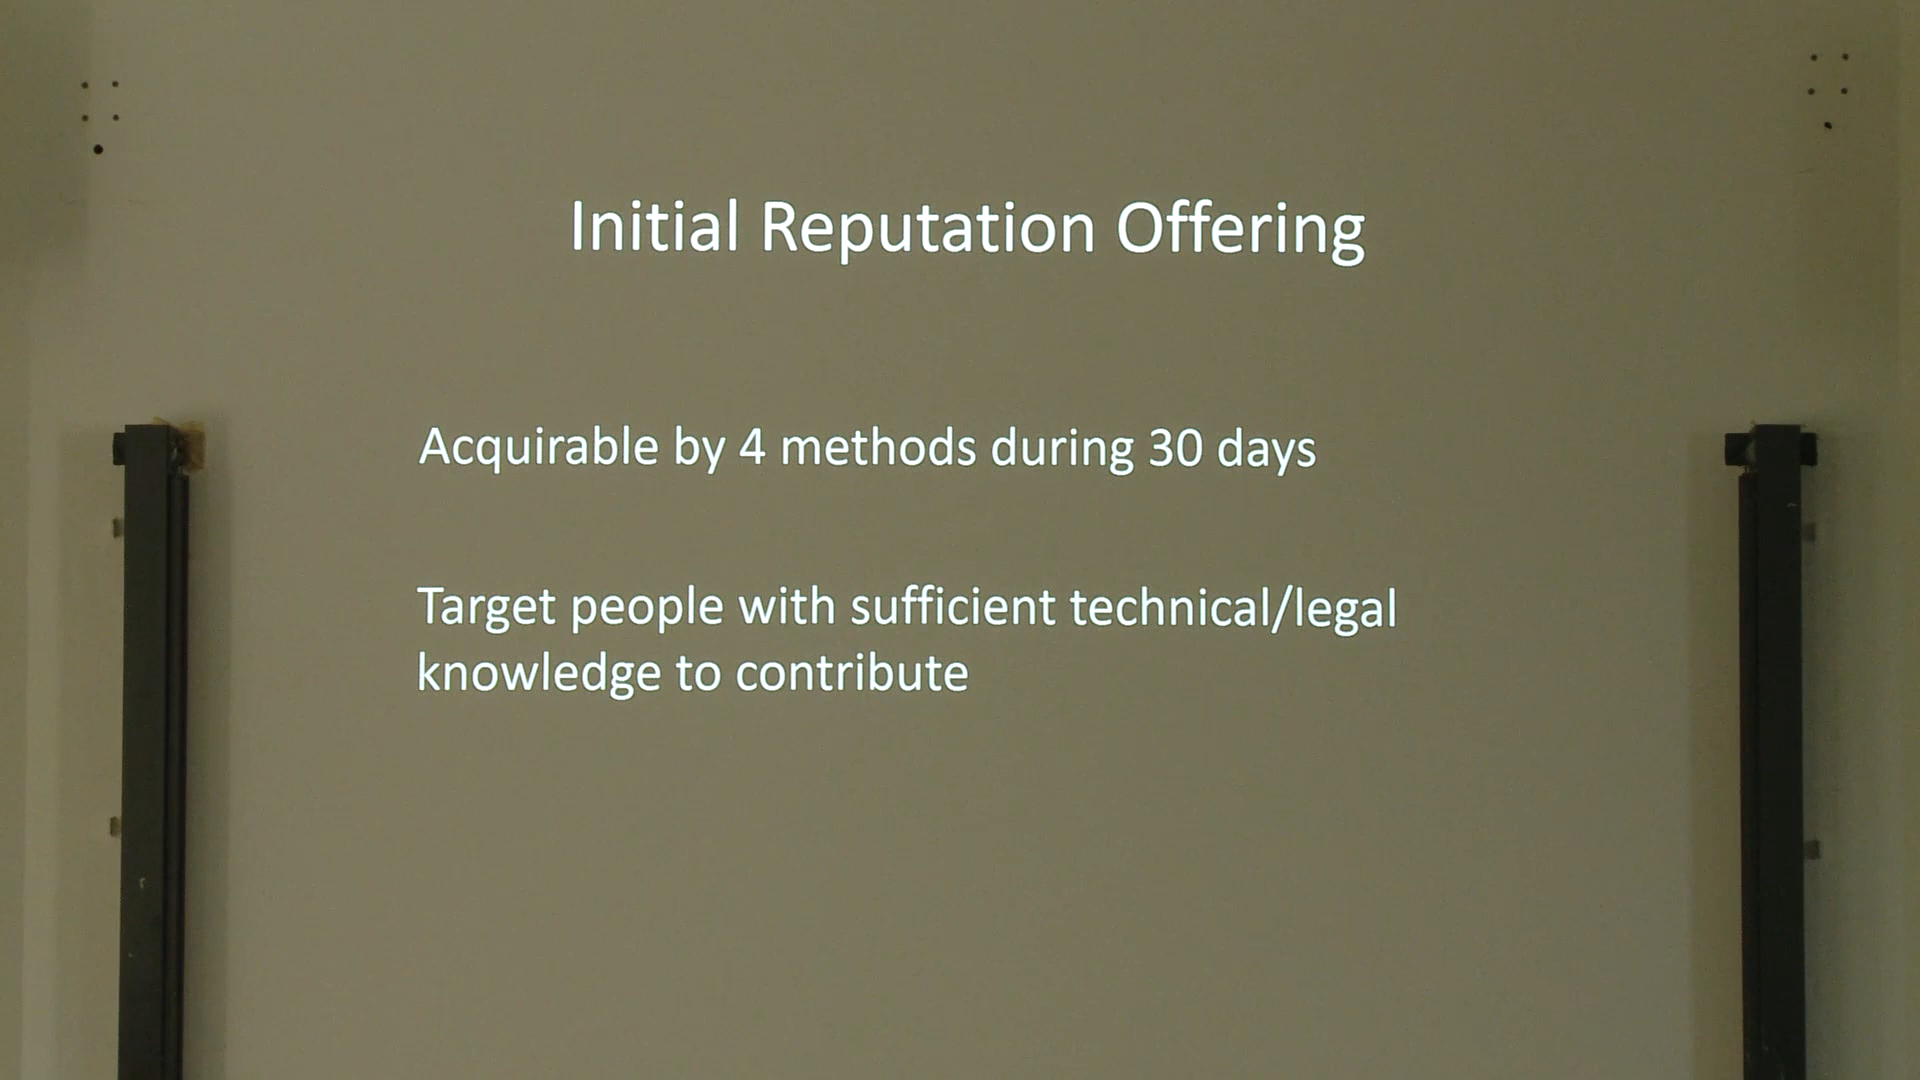 Initial Reputation Offering
Acquirable by 4 methods during 30 days
Target people with sufficient technical/legal
knowledge to contribute